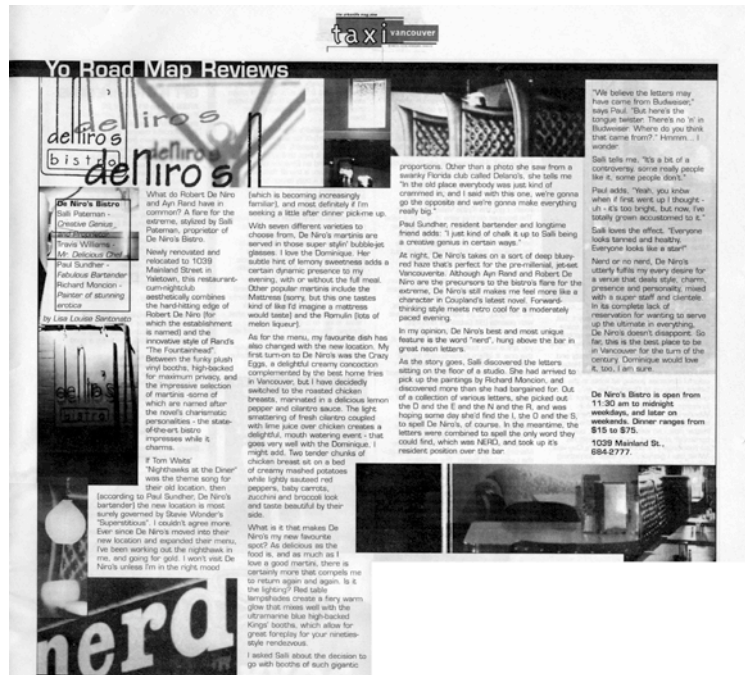 taxi vancouver
Yo Road Map Reviews
deNiro's
bistro
deNiro's
De Niro's Bistro
Salli Pateman -
Creative Genius
and Proprietor
Travis Williams -
Mr. Delicious Chef
Paul Sundher -
Fabulous Bartender
Richard Moncion -
Painter of stunning
erotica
by Lisa Louise Santonato
What do Robert De Niro
and Ayn Rand have in
common? A flare for the
extreme, stylized by Salli
Pateman, proprietor of
De Niro's Bistro.
Newly renovated and
relocated to 1039
Mainland Street in
Yaletown, this restaurant-
cum-nightclub
aesthetically combines
the hard-hitting edge of
Robert De Niro (for
which the establishment
is named) and the
innovative style of Rand's
"The Fountainhead".
Between the funky plush
vinyl booths, high-backed
for maximum privacy, and
the impressive selection
of martinis -some of
which are named after
the novel's charismatic
personalities - the state-
of-the-art bistro
impresses while it
charms.
If Tom Waits'
"Nighthawks at the Diner"
was the theme song for
their old location, then
(according to Paul Sundher, De Niro's
bartender) the new location is most
surely governed by Stevie Wonder's
"Superstitious". I couldn't agree more.
Ever since De Niro's moved into their
new location and expanded their menu,
I've been working out the nighthawk in
me, and going for gold. I won't visit De
Niro's unless I'm in the right mood
nerd
(which is becoming increasingly
familiar), and most definitely if I'm
seeking a little after dinner pick-me up.
With seven different varieties to
choose from, De Niro's martinis are
served in those super stylin' bubble-jet
glasses. I love the Dominique. Her
subtle hint of lemony sweetness adds a
certain dynamic presence to my
evening, with or without the full meal.
Other popular martinis include the
Mattress (sorry, but this one tastes
kind of like I'd imagine a mattress
would taste) and the Romulin (lots of
melon liqueur).
As for the menu, my favourite dish has
also changed with the new location. My
first turn-on to De Niro's was the Crazy
Eggs, a delightful creamy concoction
complemented by the best home fries
in Vancouver, but I have decidedly
switched to the roasted chicken
breasts, marinated in a delicious lemon
pepper and cilantro sauce. The light
smattering of fresh cilantro coupled
with lime juice over chicken creates a
delightful, mouth watering event - that
goes very well with the Dominique, I
might add. Two tender chunks of
chicken breast sit on a bed
of creamy mashed potatoes
while lightly sauteed red
peppers, baby carrots,
zucchini and broccoli look
and taste beautiful by their
side.
What is it that makes De
Niro's my new favourite
spot? As delicious as the
food is, and as much as I
love a good martini, there is
certainly more that compels me
to return again and again. Is it
the lighting? Red table
lampshades create a fiery warm
glow that mixes well with the
ultramarine blue high-backed
Kings' booths, which allow for
great foreplay for your nineties-
style rendezvous.
I asked Salli about the decision to
go with booths of such gigantic
proportions. Other than a photo she saw from a
swanky Florida club called Delano's, she tells me
"In the old place everybody was just kind of
crammed in, and I said with this one, we're gonna
go the opposite and we're gonna make everything
really big."
Paul Sundher, resident bartender and longtime
friend adds: "I just kind of chalk it up to Salli being
a creative genius in certain ways."
At night, De Niro's takes on a sort of deep bluey-
red haze that's perfect for the pre-millenial, jet-set
Vancouverite. Although Ayn Rand and Robert De
Niro are the precursors to the bistro's flare for the
extreme, De Niro's still makes me feel more like a
character in Coupland's latest novel. Forward-
thinking style meets retro cool for a moderately
paced evening.
In my opinion, De Niro's best and most unique
feature is the word "nerd", hung above the bar in
great neon letters.
As the story goes, Salli discovered the letters
sitting on the floor of a studio. She had arrived to
pick up the paintings by Richard Moncion, and
discovered more than she had bargained for. Out
of a collection of various letters, she picked out
the D and the E and the N and the R, and was
hoping some day she'd find the I, the O and the S,
to spell De Niro's, of course. In the meantime, the
letters were combined to spell the only word they
could find, which was NERD, and took up it's
resident position over the bar.
"We believe the letters may
have came from Budweiser,"
says Paul. "But here's the
tongue twister. There's no 'n' in
Budweiser. Where do you think
that came from?." Hmmm... I
wonder.
Salli tells me, "It's a bit of a
controversy, some really people
like it, some people don't."
Paul adds, "Yeah, you know
when if first went up I thought -
uh - it's too bright, but now, I've
totally grown accustomed to it."
Salli loves the effect, "Everyone
looks tanned and healthy.
Everyone looks like a star!"
Nerd or no nerd, De Niro's
utterly fulfils my every desire for
a venue that deals style, charm,
presence and personality, mixed
with a super staff and clientele.
In its complete lack of
reservation for wanting to serve
up the ultimate in everything,
De Niro's doesn't disappoint. So
far, this is the best place to be
in Vancouver for the turn of the
century. Dominique would love
it, too, I am sure.
De Niro's Bistro is open from
11:30 am to midnight
weekdays, and later on
weekends. Dinner ranges from
$15 to $75.
1039 Mainland St.,
684-2777.